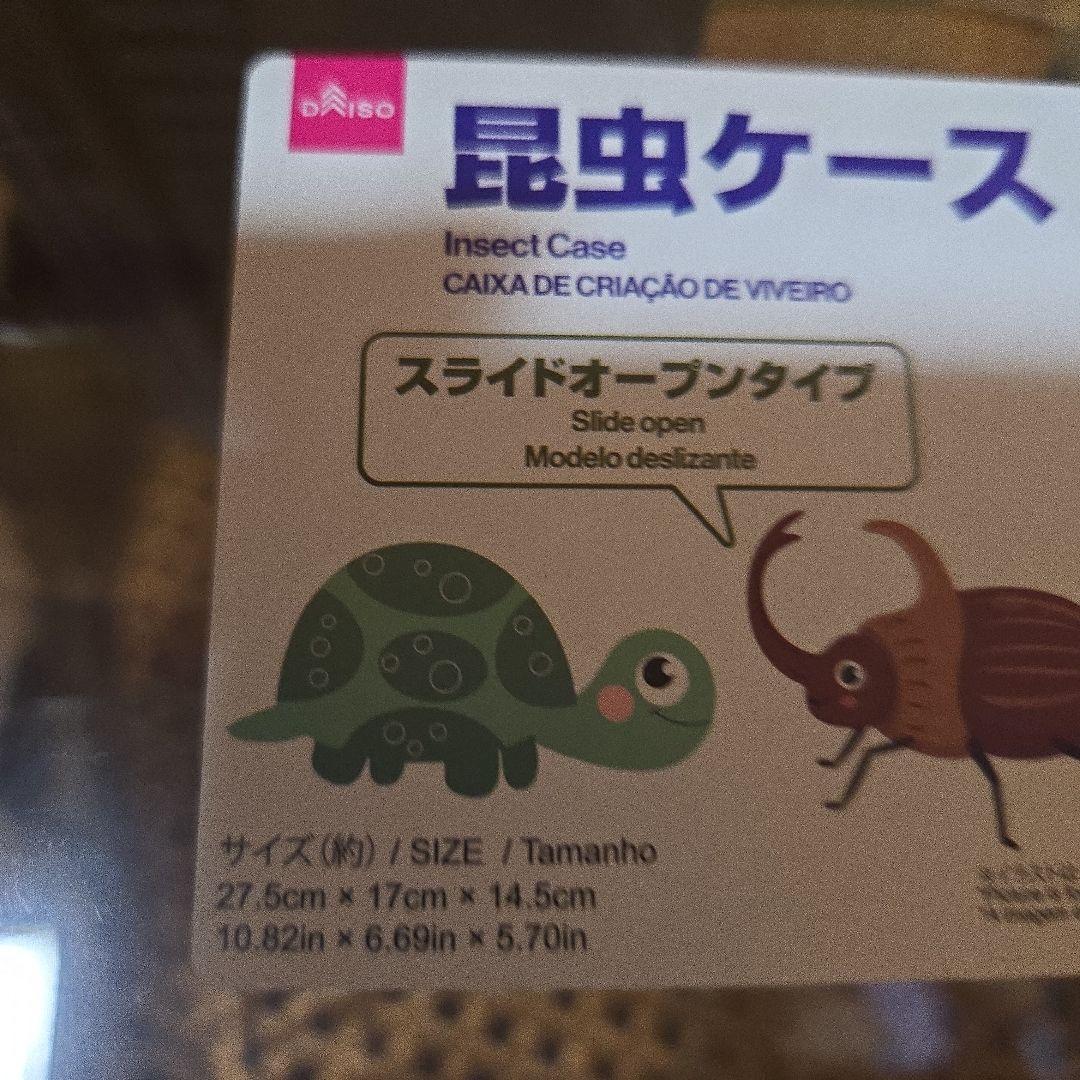 DAISO
昆虫ケース
Insect Case
CAIXA DE CRIAÇÃO DE VIVEIRO
スライドオープンタイプ
Slide open
Modelo deslizante
サイズ(約) / SIZE / Tamanho
27.5cm × 17cm × 14.5cm
10.82in × 6.69in × 5.70in